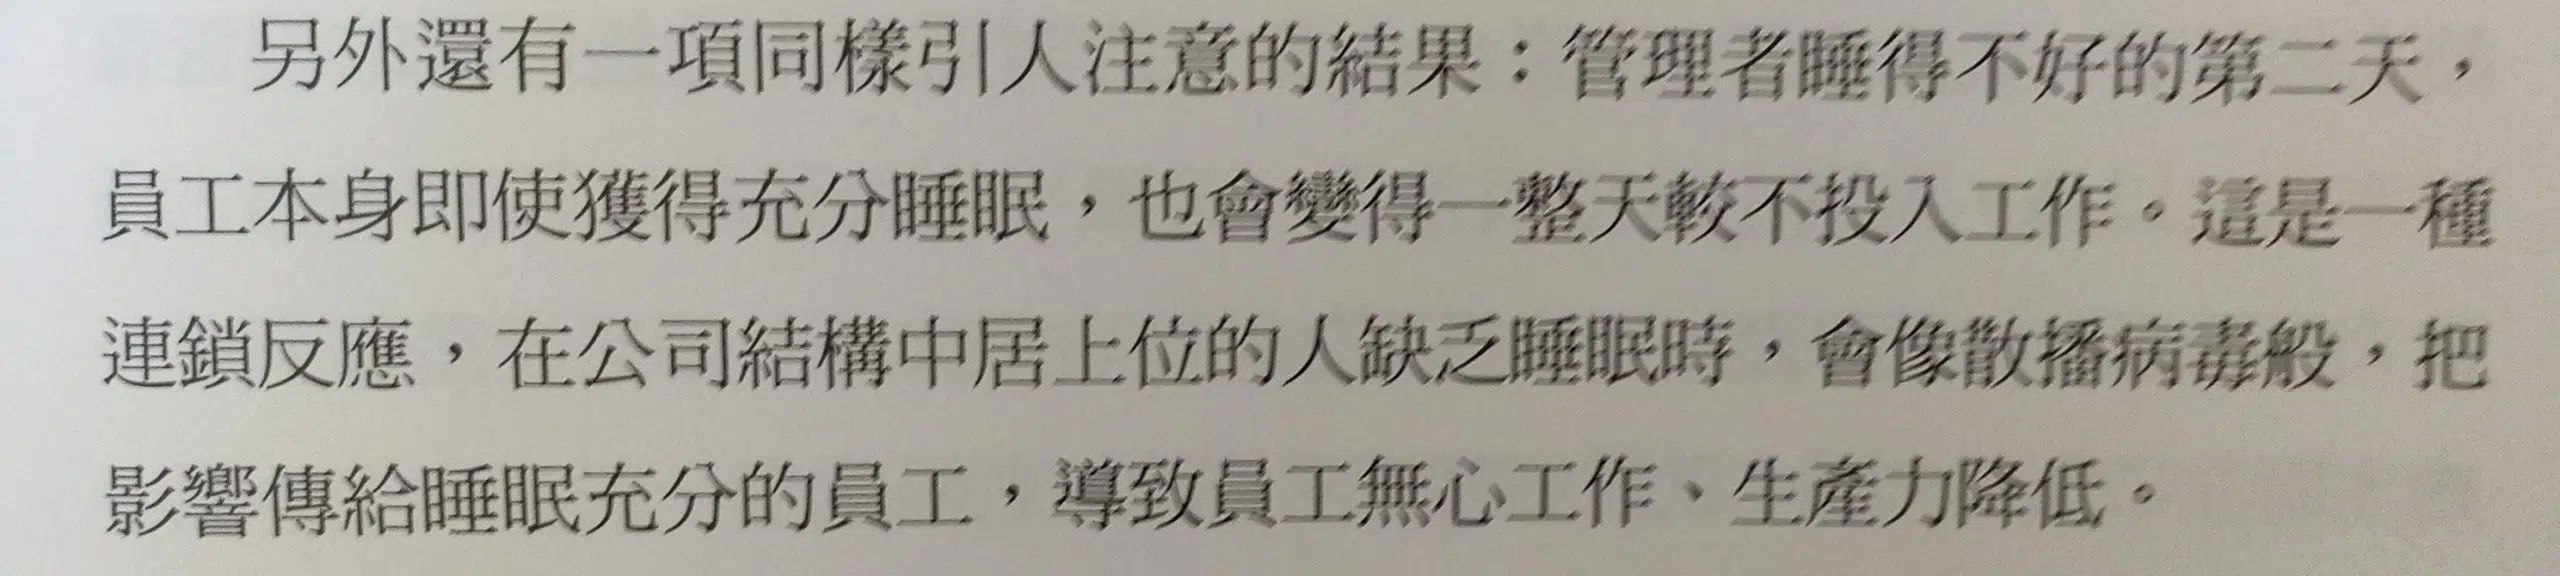 另外還有一項同樣引人注意的結果：管理者睡得不好的第二天，
員工本身即使獲得充分睡眠，也會變得一整天較不投入工作。這是一種
連鎖反應，在公司結構中居上位的人缺乏睡眠時，會像散播病毒般，把
影響傳給睡眠充分的員工，導致員工無心工作、生產力降低。